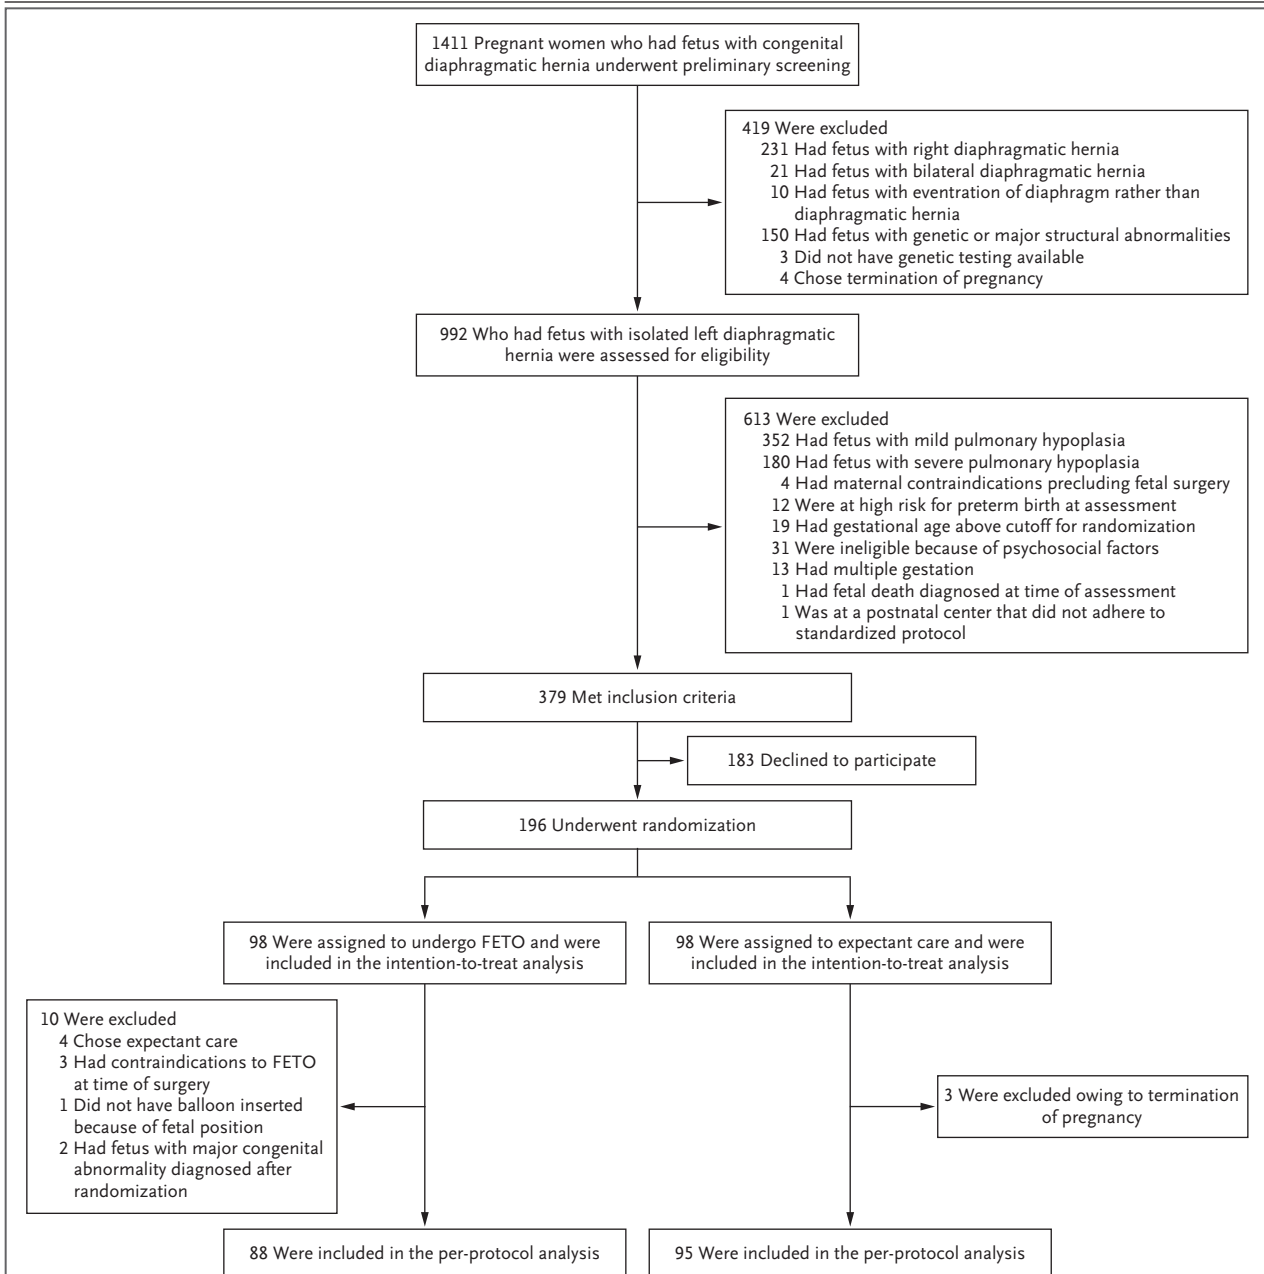 1411 Pregnant women who had fetus with congenital
diaphragmatic hernia underwent preliminary screening
419 Were excluded
231 Had fetus with right diaphragmatic hernia
21 Had fetus with bilateral diaphragmatic hernia
10 Had fetus with eventration of diaphragm rather than
diaphragmatic hernia
150 Had fetus with genetic or major structural abnormalities
3 Did not have genetic testing available
4 Chose termination of pregnancy
992 Who had fetus with isolated left diaphragmatic
hernia were assessed for eligibility
613 Were excluded
352 Had fetus with mild pulmonary hypoplasia
180 Had fetus with severe pulmonary hypoplasia
4 Had maternal contraindications precluding fetal surgery
12 Were at high risk for preterm birth at assessment
19 Had gestational age above cutoff for randomization
31 Were ineligible because of psychosocial factors
13 Had multiple gestation
1 Had fetal death diagnosed at time of assessment
1 Was at a postnatal center that did not adhere to
standardized protocol
379 Met inclusion criteria
183 Declined to participate
196 Underwent randomization
98 Were assigned to undergo FETO and were
included in the intention-to-treat analysis
98 Were assigned to expectant care and were
included in the intention-to-treat analysis
10 Were excluded
4 Chose expectant care
3 Had contraindications to FETO
at time of surgery
1 Did not have balloon inserted
because of fetal position
2 Had fetus with major congenital
abnormality diagnosed after
randomization
3 Were excluded owing to termination
of pregnancy
88 Were included in the per-protocol analysis
95 Were included in the per-protocol analysis